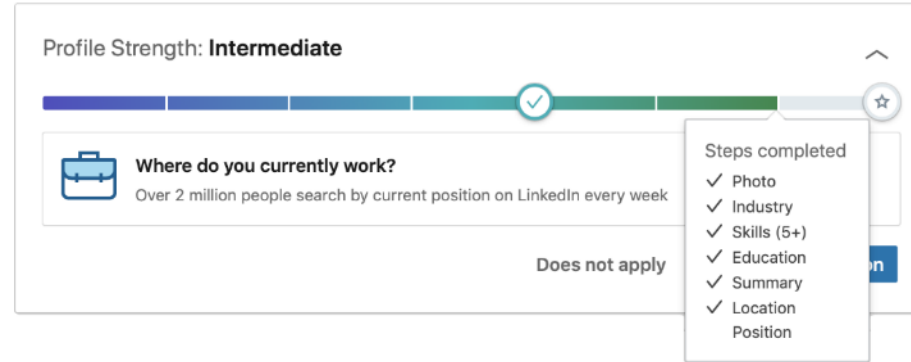 Profile Strength: Intermediate
Where do you currently work?
Over 2 million people search by current position on LinkedIn every week
Does not apply
on
Steps completed
Photo
Industry
Skills (5+)
Education
Summary
Location
Position